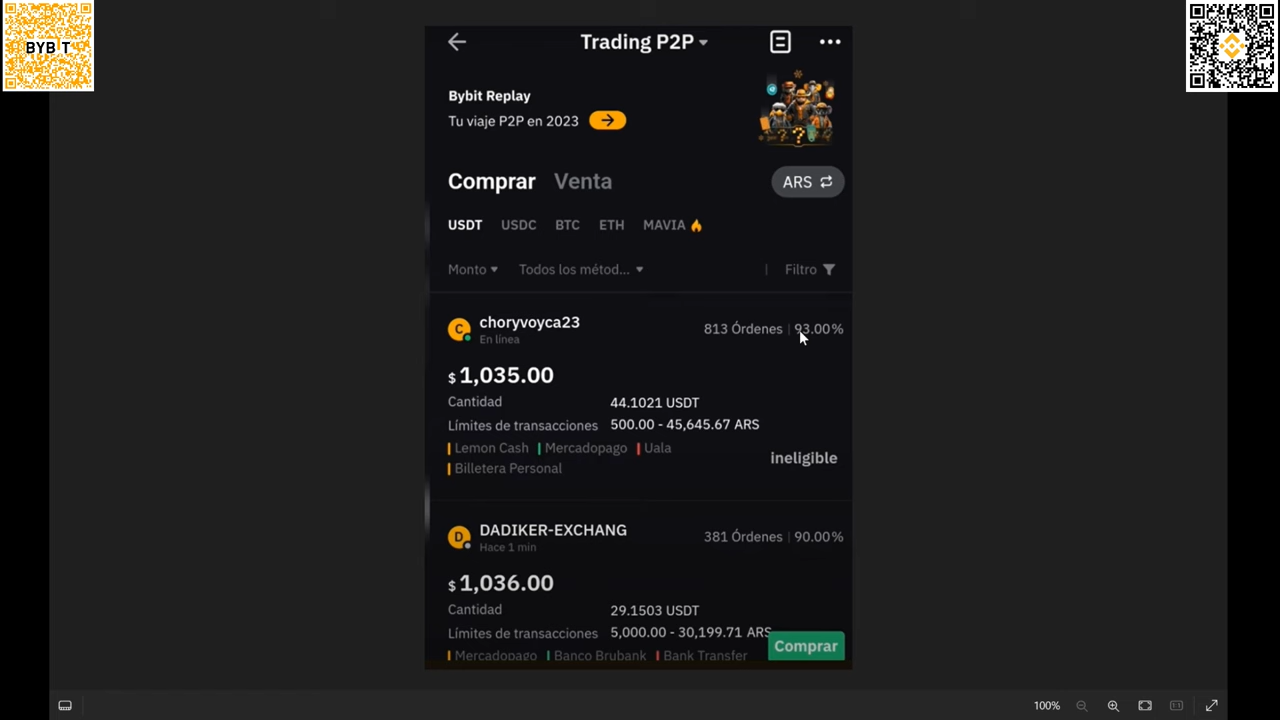 BYBIT
Trading P2P
Bybit Replay
Tu viaje P2P en 2023
Comprar Venta
ARS
USDT USDC BTC ETH MAVIA
Monto Todos los métod... Filtro
C choryvoyca23 813 Órdenes | 93.00%
En línea
$ 1,035.00
Cantidad 44.1021 USDT
Límites de transacciones 500.00 - 45,645.67 ARS
Lemon Cash Mercadopago Uala
ineligible
Billetera Personal
D DADIKER-EXCHANG 381 Órdenes | 90.00%
Hace 1 min
$ 1,036.00
Cantidad 29.1503 USDT
Límites de transacciones 5,000.00 - 30,199.71 ARS
Comprar
Mercadopago Banco Brubank Bank Transfer
100% 1:1